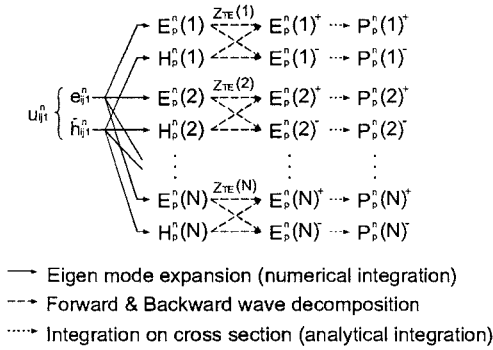 Z_TE(1)
E_p^n(1) E_p^n(1)^+ P_p^n(1)^+
H_p^n(1) E_p^n(1)^- P_p^n(1)^-
Z_TE(2)
e_ij1^n E_p^n(2) E_p^n(2)^+ P_p^n(2)^+
u_ij1^n {
h̃_ij1^n H_p^n(2) E_p^n(2)^- P_p^n(2)^-
⋮ ⋮ ⋮
Z_TE(N)
E_p^n(N) E_p^n(N)^+ P_p^n(N)^+
H_p^n(N) E_p^n(N)^- P_p^n(N)^-
Eigen mode expansion (numerical integration)
Forward & Backward wave decomposition
Integration on cross section (analytical integration)